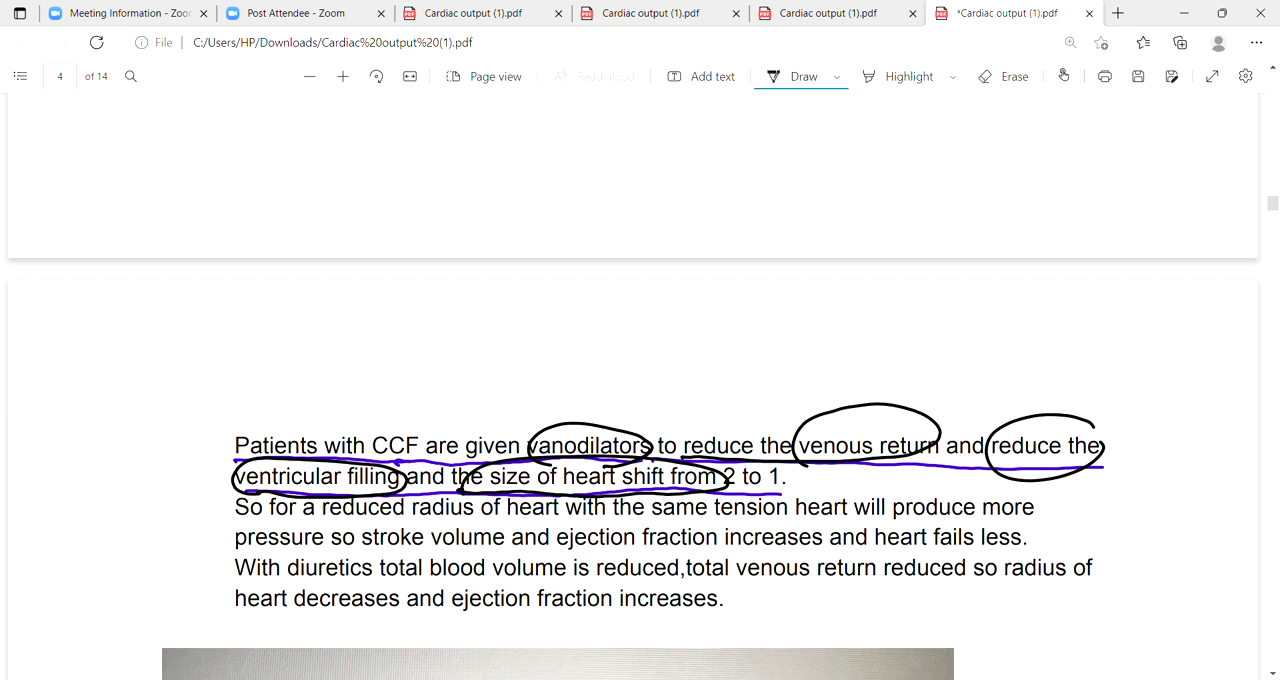 Meeting Information - Zoo
Post Attendee - Zoom
Cardiac output (1).pdf
Cardiac output (1).pdf
Cardiac output (1).pdf
*Cardiac output (1).pdf
File
C:/Users/HP/Downloads/Cardiac%20output%20(1).pdf
4 of 14
Page view
Read aloud
Add text
Draw
Highlight
Erase
Patients with CCF are given vanodilators to reduce the venous return and reduce the
ventricular filling and the size of heart shift from 2 to 1.
So for a reduced radius of heart with the same tension heart will produce more
pressure so stroke volume and ejection fraction increases and heart fails less.
With diuretics total blood volume is reduced,total venous return reduced so radius of
heart decreases and ejection fraction increases.